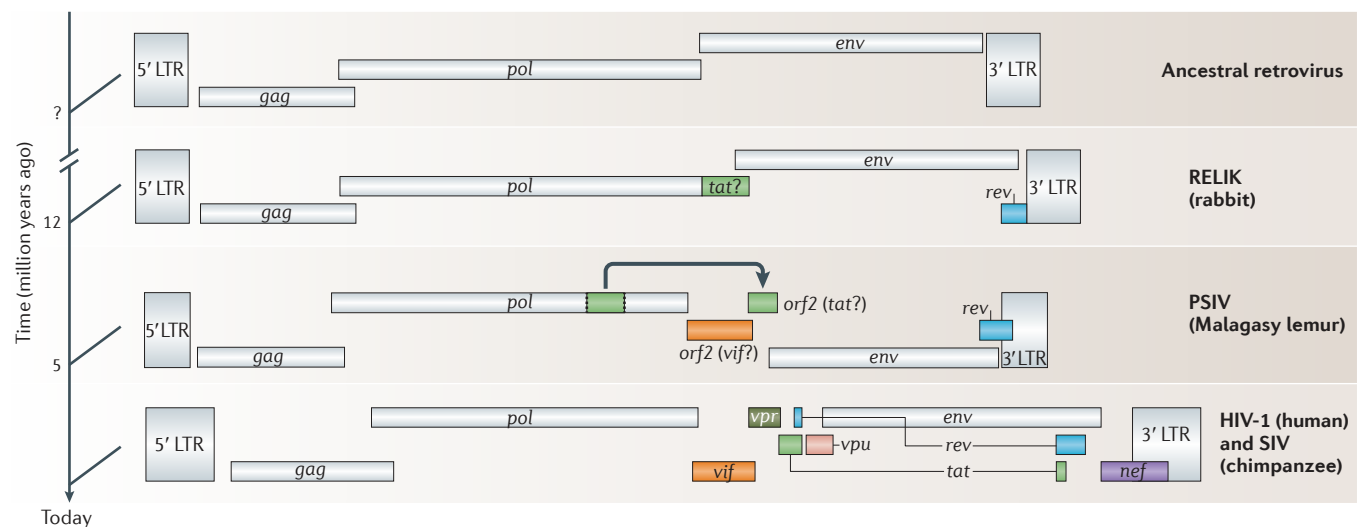 env
5′ LTR
pol
3′ LTR
Ancestral retrovirus
gag
?
Time (million years ago)
env
5′ LTR
pol
tat?
rev
3′ LTR
RELIK
(rabbit)
gag
12
pol
orf2 (tat?)
rev
PSIV
(Malagasy lemur)
5′LTR
orf2 (vif?)
gag
env
3′LTR
5
pol
vpr
env
HIV-1 (human)
and SIV
(chimpanzee)
5′ LTR
vpu
rev
3′ LTR
gag
vif
tat
nef
Today